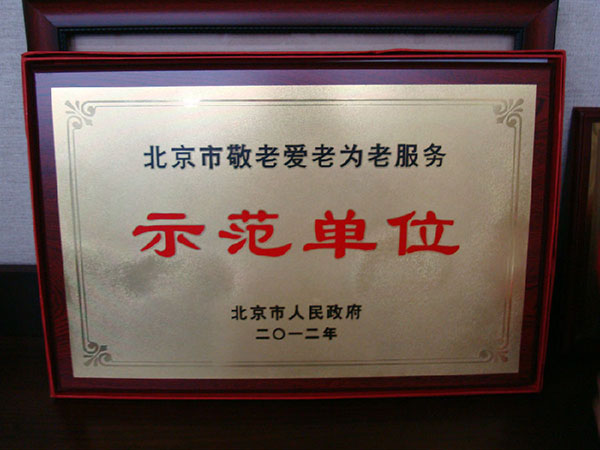 北京市敬老爱老为老服务
示范单位
北京市人民政府
二〇一二年